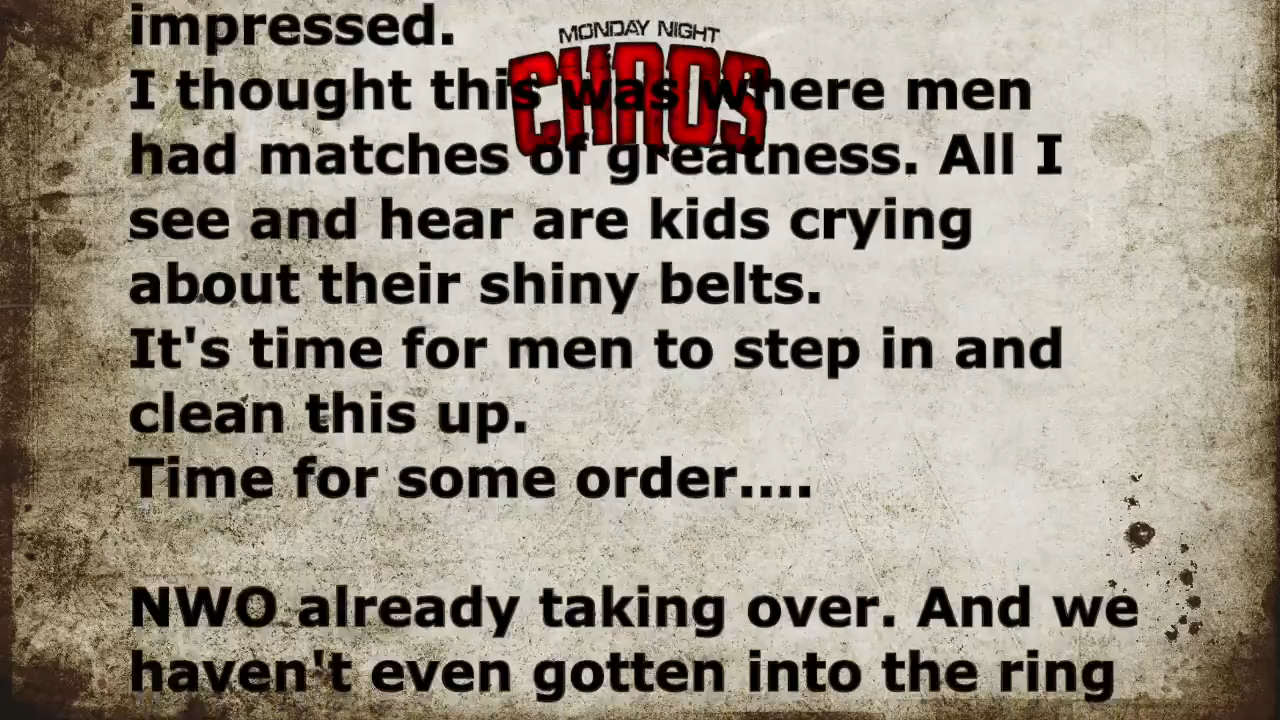 impressed.
MONDAY NIGHT
CHAOS
I thought this was where men
had matches of greatness. All I
see and hear are kids crying
about their shiny belts.
It's time for men to step in and
clean this up.
Time for some order....
NWO already taking over. And we
haven't even gotten into the ring